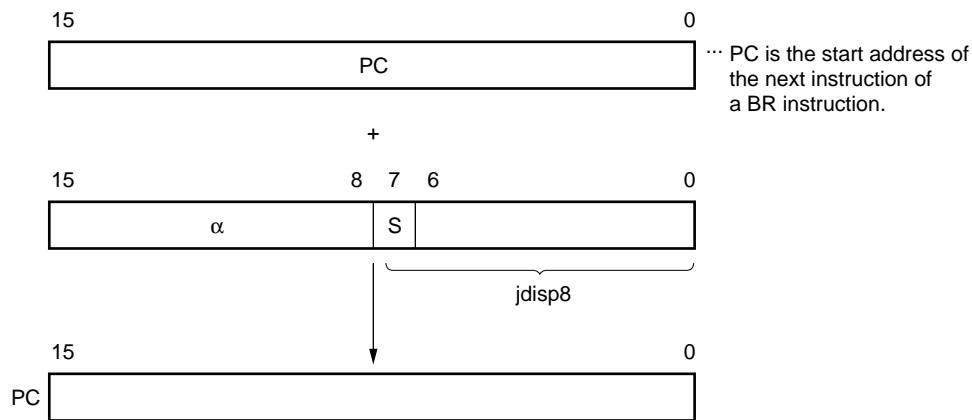 15 0
PC
... PC is the start address of
the next instruction of
a BR instruction.
+
15 8 7 6 0
α S
jdisp8
15 0
PC